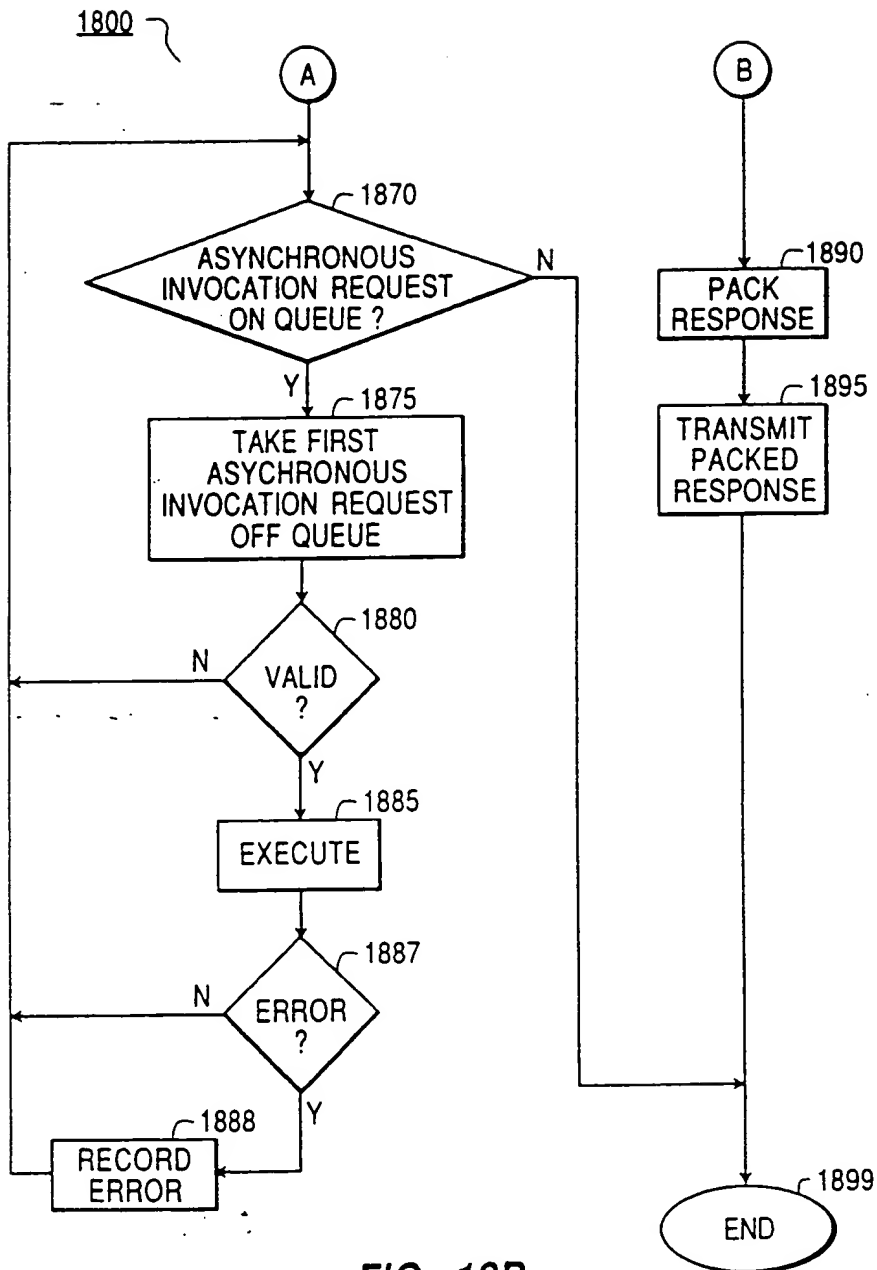 1800
A
B
1870
ASYNCHRONOUS
INVOCATION REQUEST
ON QUEUE ?
N
Y
1875
TAKE FIRST
ASYCHRONOUS
INVOCATION REQUEST
OFF QUEUE
1880
VALID
?
N
Y
1885
EXECUTE
1887
ERROR
?
N
Y
1888
RECORD
ERROR
1890
PACK
RESPONSE
1895
TRANSMIT
PACKED
RESPONSE
1899
END